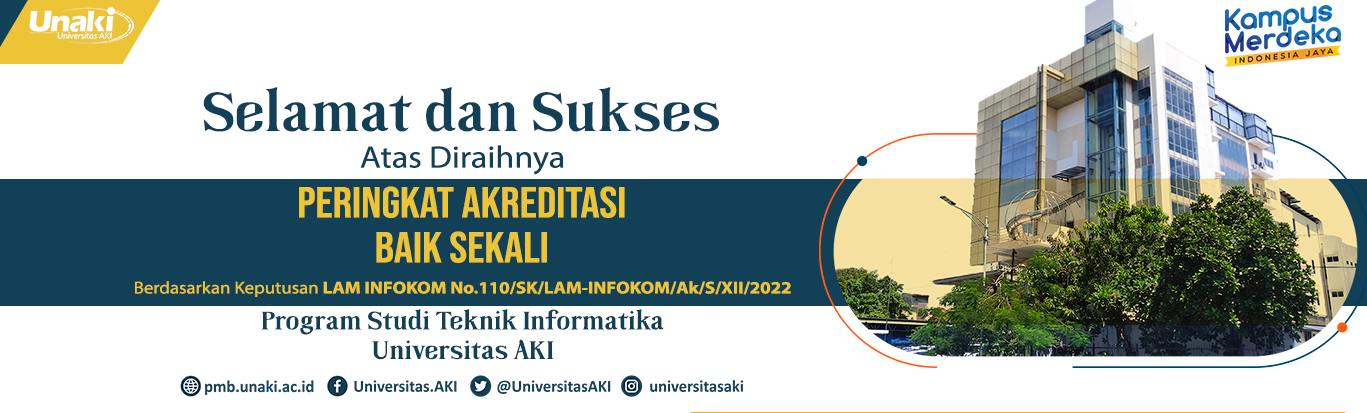 Unaki
Universitas AKI
Kampus
Merdeka
INDONESIA JAYA
Selamat dan Sukses
Atas Diraihnya
PERINGKAT AKREDITASI
BAIK SEKALI
Berdasarkan Keputusan LAM INFOKOM No.110/SK/LAM-INFOKOM/Ak/S/XII/2022
Program Studi Teknik Informatika
Universitas AKI
pmb.unaki.ac.id Universitas.AKI @UniversitasAKI universitasaki